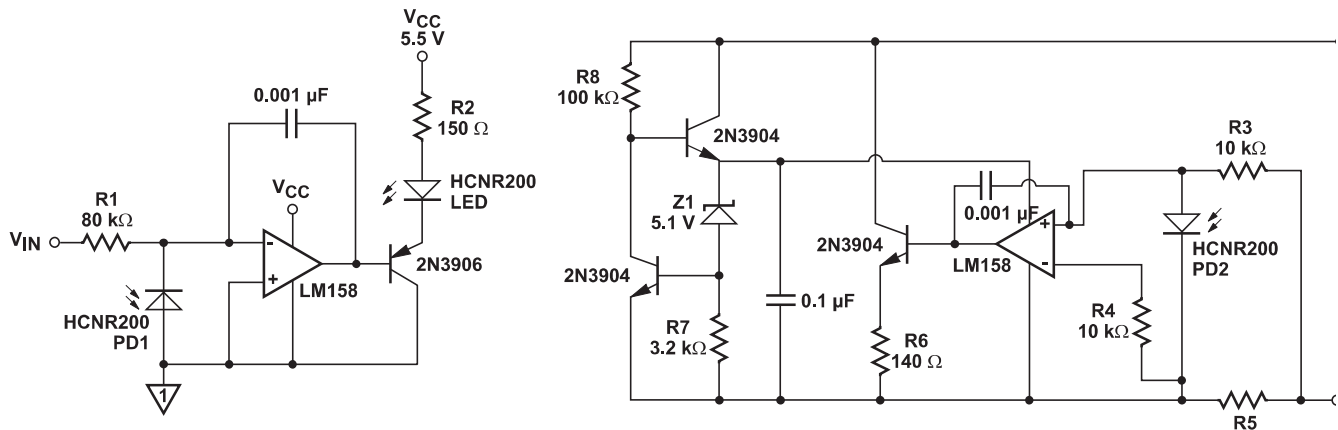 VCC
5.5 V
0.001 µF
R2
150 Ω
R1
80 kΩ
VCC
HCNR200
LED
VIN
-
+
LM158
2N3906
HCNR200
PD1
1
R8
100 kΩ
2N3904
Z1
5.1 V
2N3904
R7
3.2 kΩ
0.1 µF
2N3904
R6
140 Ω
0.001 µF
LM158
+
-
R3
10 kΩ
HCNR200
PD2
R4
10 kΩ
R5